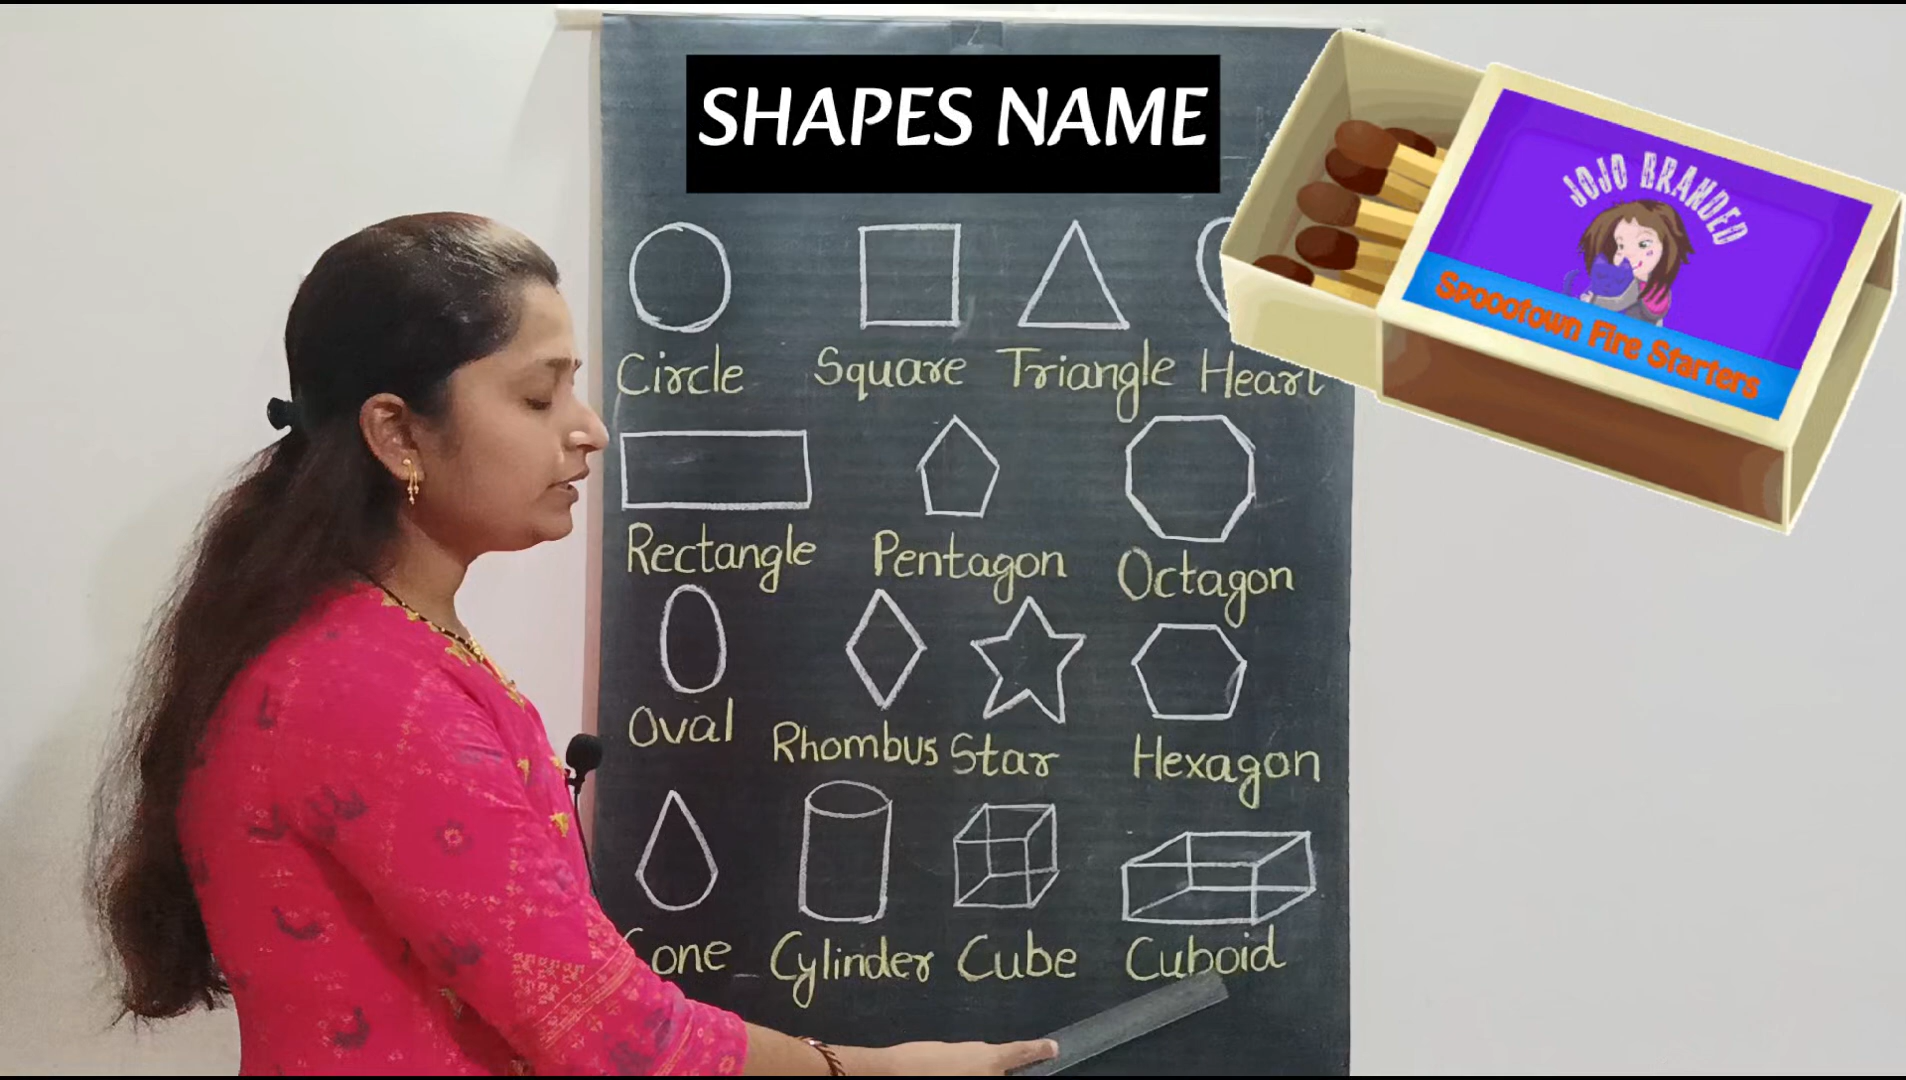 SHAPES NAME
JOJO BRANDED
Spoootown Fire Starters
Circle Square Triangle Heart
Rectangle Pentagon Octagon
Oval Rhombus Star Hexagon
Cone Cylinder Cube Cuboid